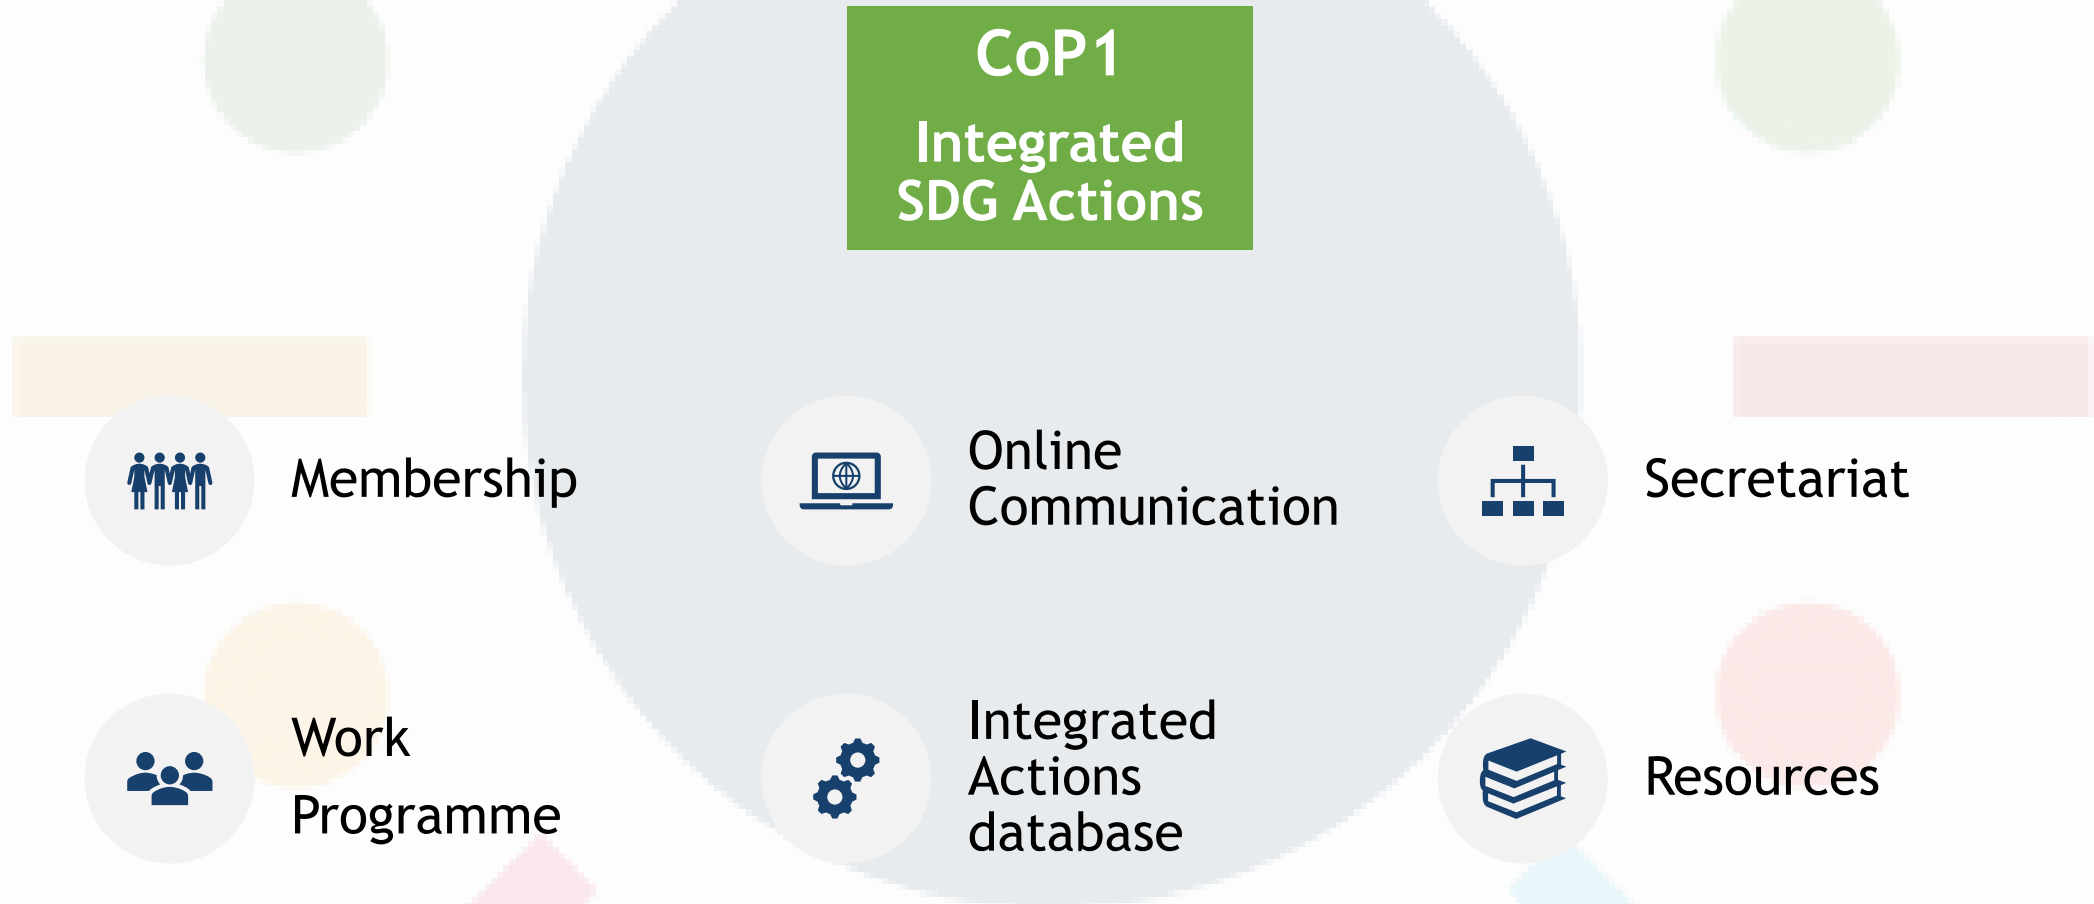 CoP1
Integrated
SDG Actions
Membership
Online
Communication
Secretariat
Work
Programme
Integrated
Actions
database
Resources